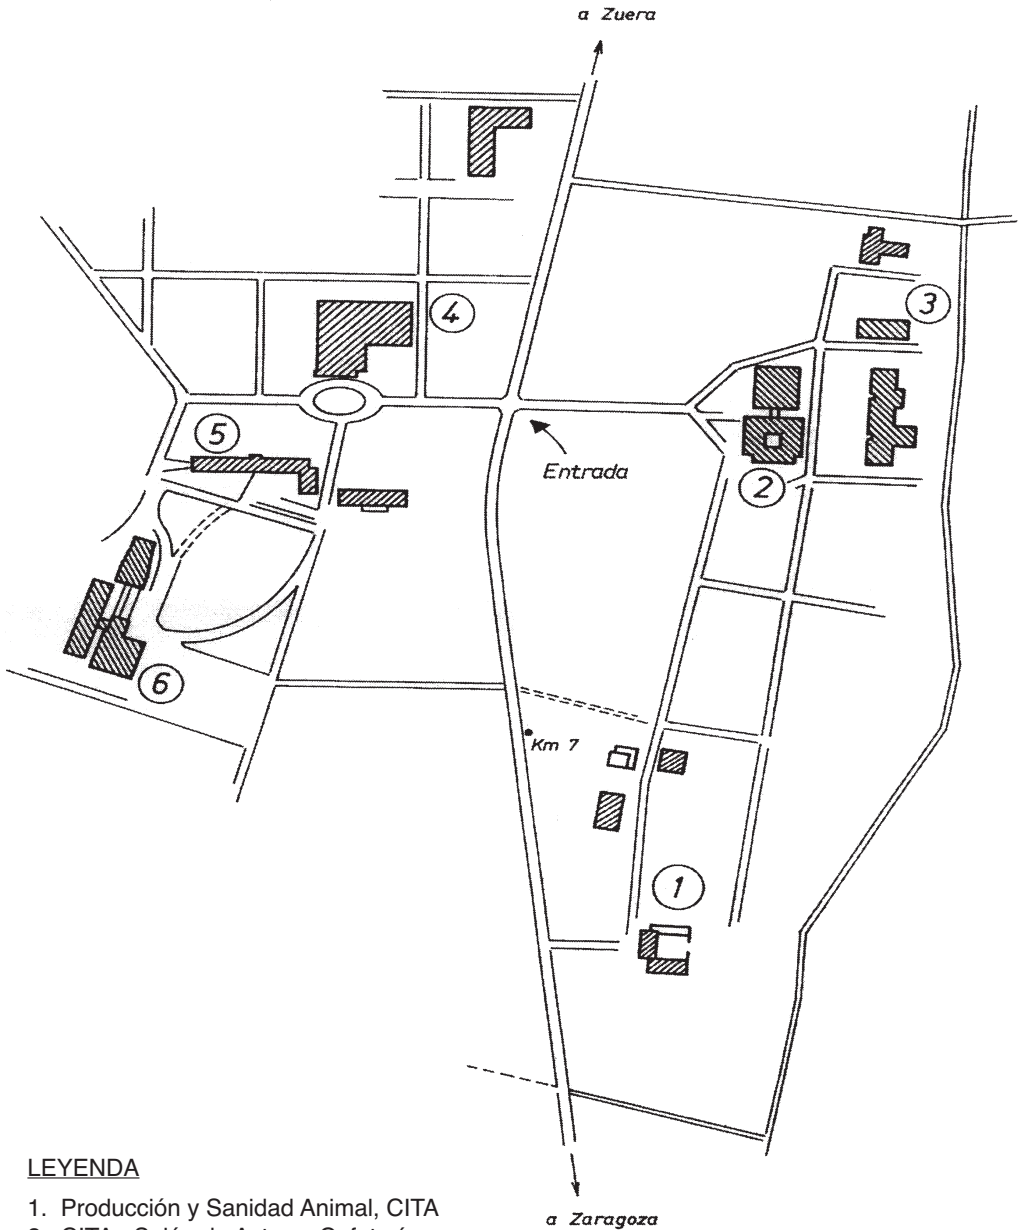 a Zuera
3
4
5
Entrada
2
6
Km 7
1
LEYENDA
1. Producción y Sanidad Animal, CITA
a Zaragoza